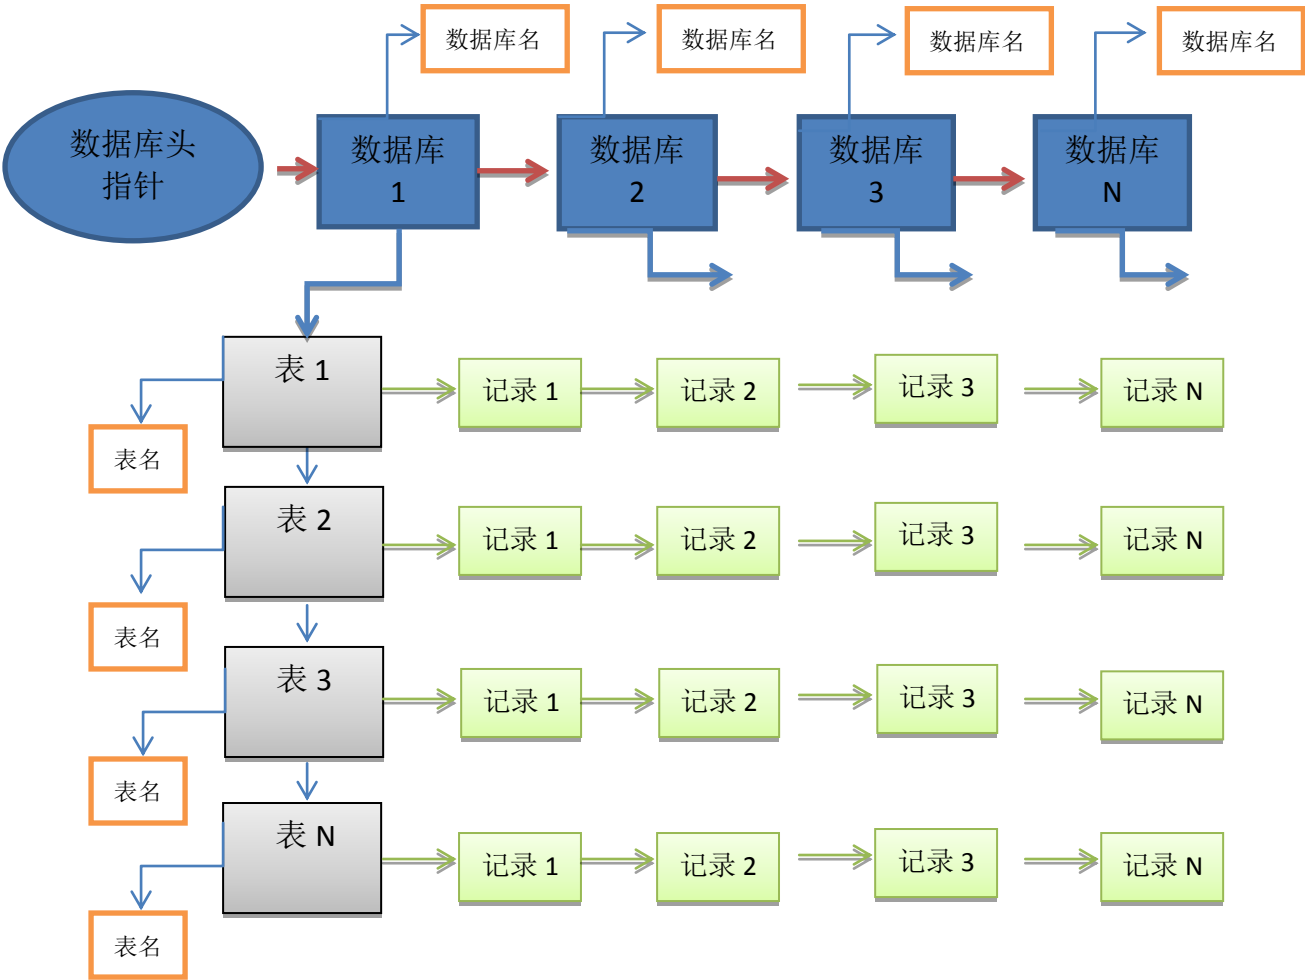 数据库名
数据库名
数据库名
数据库名
数据库头
指针
数据库
1
数据库
2
数据库
3
数据库
N
表 1
记录 1
记录 2
记录 3
记录 N
表名
表 2
记录 1
记录 2
记录 3
记录 N
表名
表 3
记录 1
记录 2
记录 3
记录 N
表名
表 N
记录 1
记录 2
记录 3
记录 N
表名